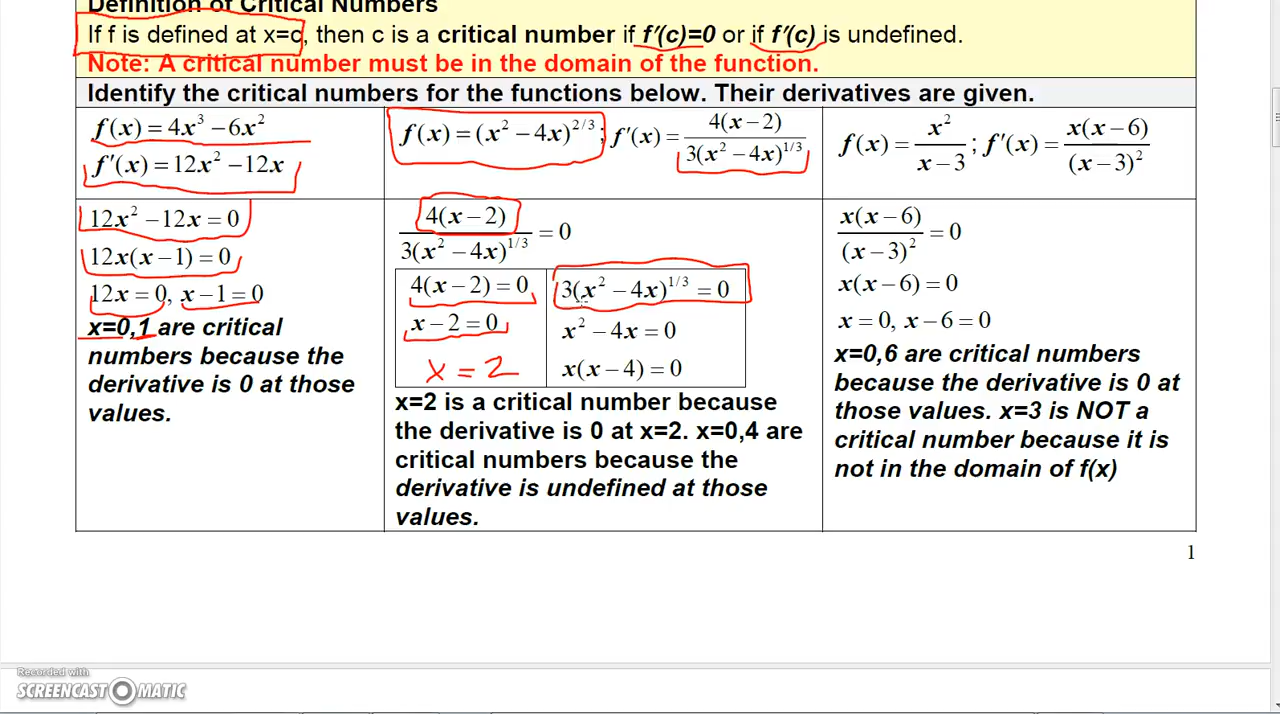 Definition of Critical Numbers
If f is defined at x=c, then c is a critical number if f'(c)=0 or if f'(c) is undefined.
Note: A critical number must be in the domain of the function.
Identify the critical numbers for the functions below. Their derivatives are given.
f(x) = 4x³ − 6x²
f'(x) = 12x² − 12x
12x² − 12x = 0
12x(x − 1) = 0
12x = 0, x − 1 = 0
x=0,1 are critical
numbers because the
derivative is 0 at those
values.
f(x) = (x² − 4x)^{2/3}; f'(x) = 4(x − 2) / 3(x² − 4x)^{1/3}
4(x − 2) / 3(x² − 4x)^{1/3} = 0
4(x − 2) = 0
x − 2 = 0
x = 2
3(x² − 4x)^{1/3} = 0
x² − 4x = 0
x(x − 4) = 0
x=2 is a critical number because
the derivative is 0 at x=2. x=0,4 are
critical numbers because the
derivative is undefined at those
values.
f(x) = x² / x − 3; f'(x) = x(x − 6) / (x − 3)²
x(x − 6) / (x − 3)² = 0
x(x − 6) = 0
x = 0, x − 6 = 0
x=0,6 are critical numbers
because the derivative is 0 at
those values. x=3 is NOT a
critical number because it is
not in the domain of f(x)
1
Recorded with
SCREENCAST-O-MATIC